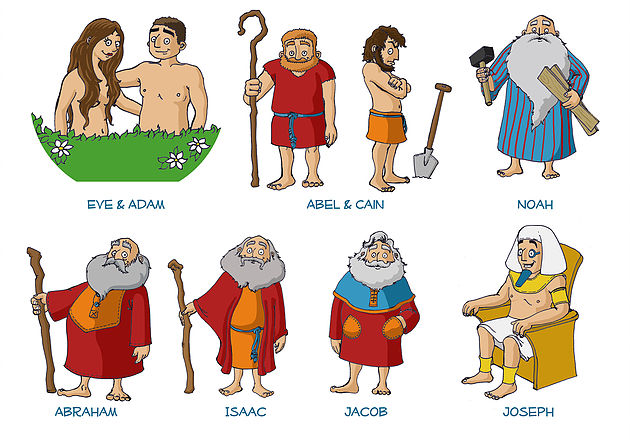 EVE & ADAM
ABEL & CAIN
NOAH
ABRAHAM
ISAAC
JACOB
JOSEPH